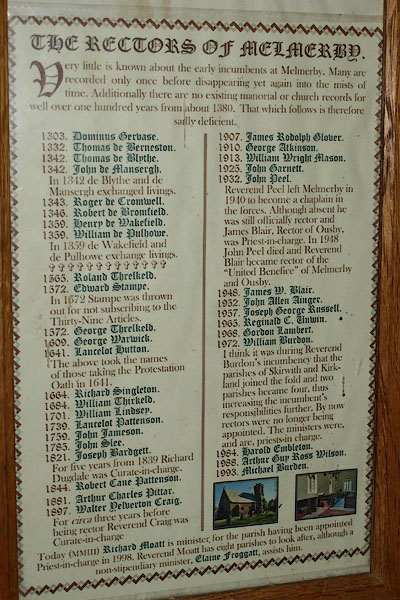 THE RECTORS OF MELMERBY.
Very little is known about the early incumbents at Melmerby. Many are
recorded only once before disappearing yet again into the mists of
time. Additionally there are no existing manorial or church records for
well over one hundred years from about 1380. That which follows is therefore
sadly deficient.
1303. Dominus Gervase.
1332. Thomas de Berneston.
1342. Thomas de Blythe.
1342. John de Mansergh.
In 1342 de Blythe and de
Mausergh exchanged livings.
1343. Roger de Cromwell.
1346. Robert de Bromfield.
1359. Henry de Wakefield.
1359. William de Pulhowe.
In 1359 de Wakefield and
de Pulhowe exchange livings.
1565. Roland Threlkeld.
1572. Edward Stampe.
In 1572 Stampe was thrown
out for not subscribing to the
Thirty-Nine Articles.
1572. George Threlkeld.
1609. George Warwick.
1641. Lancelot Hutton.
The above took the names
of those taking the Protestation
Oath in 1641.
1664. Richard Singleton.
1684. William Thirkeld.
1701. William Lindsey.
1739. Lancelot Pattenson.
1759. John Jameson.
1785. John Slee.
1821. Joseph Bardgett.
For five years from 1839 Richard
Dugdale was Curate-in-charge.
1844. Robert Cane Pattenson.
1881. Arthur Charles Pittar.
1897. Walter Delverton Craig.
For circa three years before
being rector Reverend Craig was
Curate-in-charge
1907. James Rodolph Glover.
1910. George Atkinson.
1913. William Wright Mason.
1925. John Garnett.
1932. John Peel.
Reverend Peel left Melmerby in
1940 to become a chaplain in
the forces. Although absent he
was still officially rector and
James Blair, Rector of Ousby,
was Priest-in-charge. In 1948
John Peel died and Reverend
Blair became rector of the
"United Benefice" of Melmerby
and Ousby.
1948. James W. Blair.
1952. John Allen Ainger.
1957. Joseph George Russell.
1965. Reginald C. Unwin.
1968. Gordon Lambert.
1972. William Burdon.
I think it was during Reverend
Burdon's incumbency that the
parishes of Skirwith and Kirk-
land joined the fold and two
parishes became four, thus
increasing the incumbent's
responsibilities further. By now
rectors were no longer being
appointed. The ministers were,
and are, priests-in charge.
1984. Harold Embleton.
1988. Arthur Guy Ross Wilson.
1993. Michael Burden.
Today (MMIII) Richard Moatt is minister, for the parish having been appointed
Priest-in-charge in 1998. Reverend Moatt has eight parishes to look after, although a
non-stipendiary minister, Elaine Froggatt, assists him.